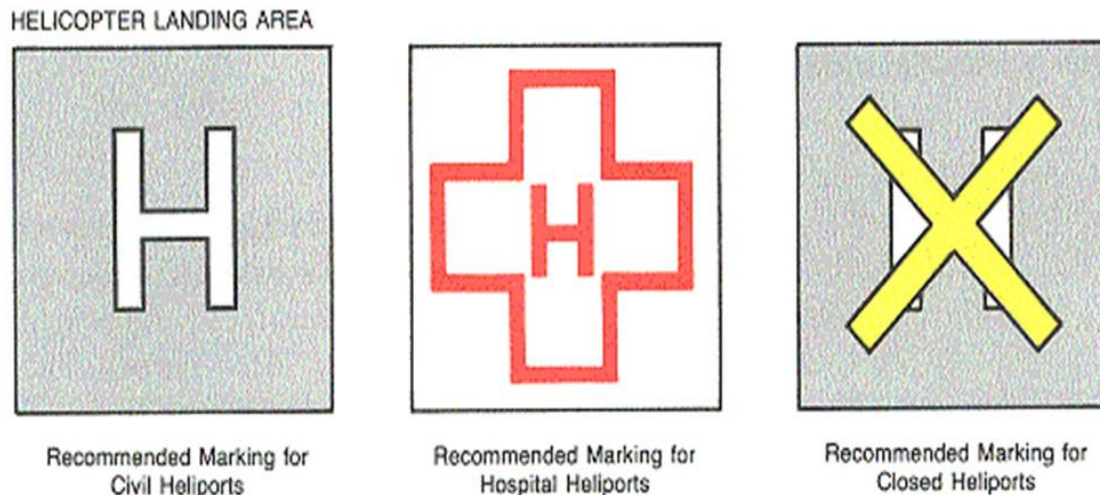 HELICOPTER LANDING AREA
H
H
Recommended Marking for
Civil Heliports
Recommended Marking for
Hospital Heliports
Recommended Marking for
Closed Heliports